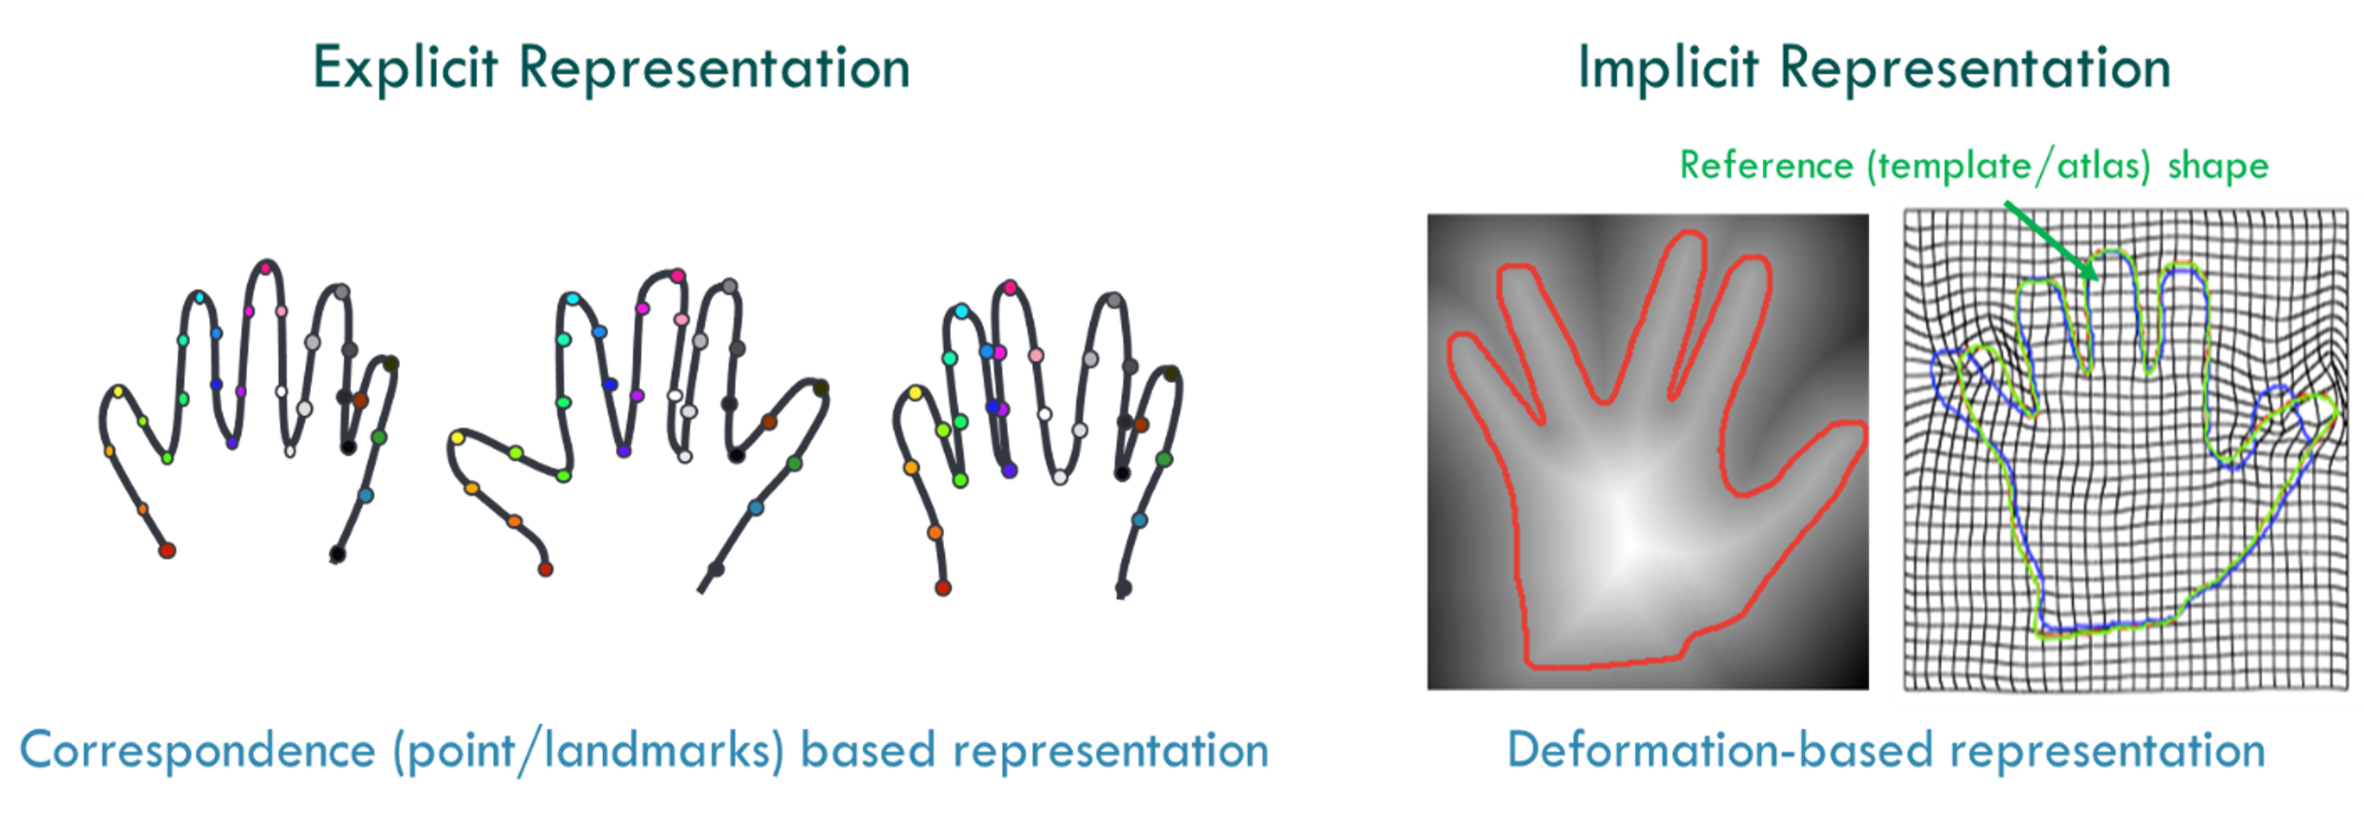 Explicit Representation
Implicit Representation
Reference (template/atlas) shape
Correspondence (point/landmarks) based representation
Deformation-based representation